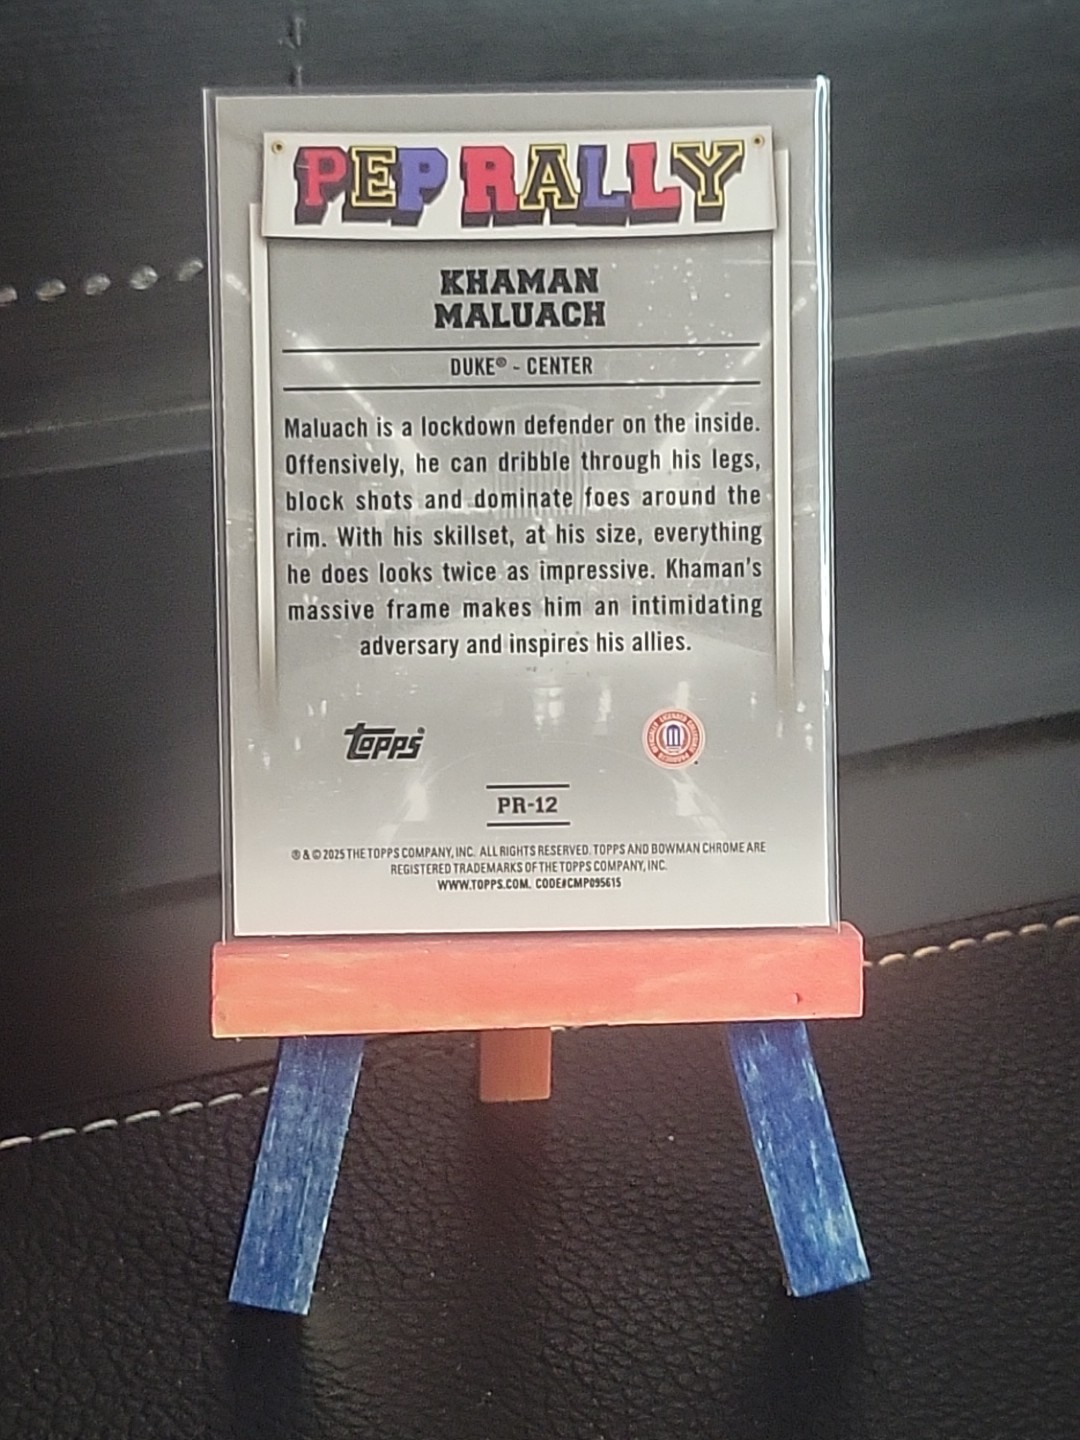 PEP RALLY
KHAMAN
MALUACH
DUKE® - CENTER
Maluach is a lockdown defender on the inside.
Offensively, he can dribble through his legs,
block shots and dominate foes around the
rim. With his skillset, at his size, everything
he does looks twice as impressive. Khaman's
massive frame makes him an intimidating
adversary and inspires his allies.
topps
PR-12
® & © 2025 THE TOPPS COMPANY, INC. ALL RIGHTS RESERVED. TOPPS AND BOWMAN CHROME ARE
REGISTERED TRADEMARKS OF THE TOPPS COMPANY, INC.
WWW.TOPPS.COM. CODE#CMP095615